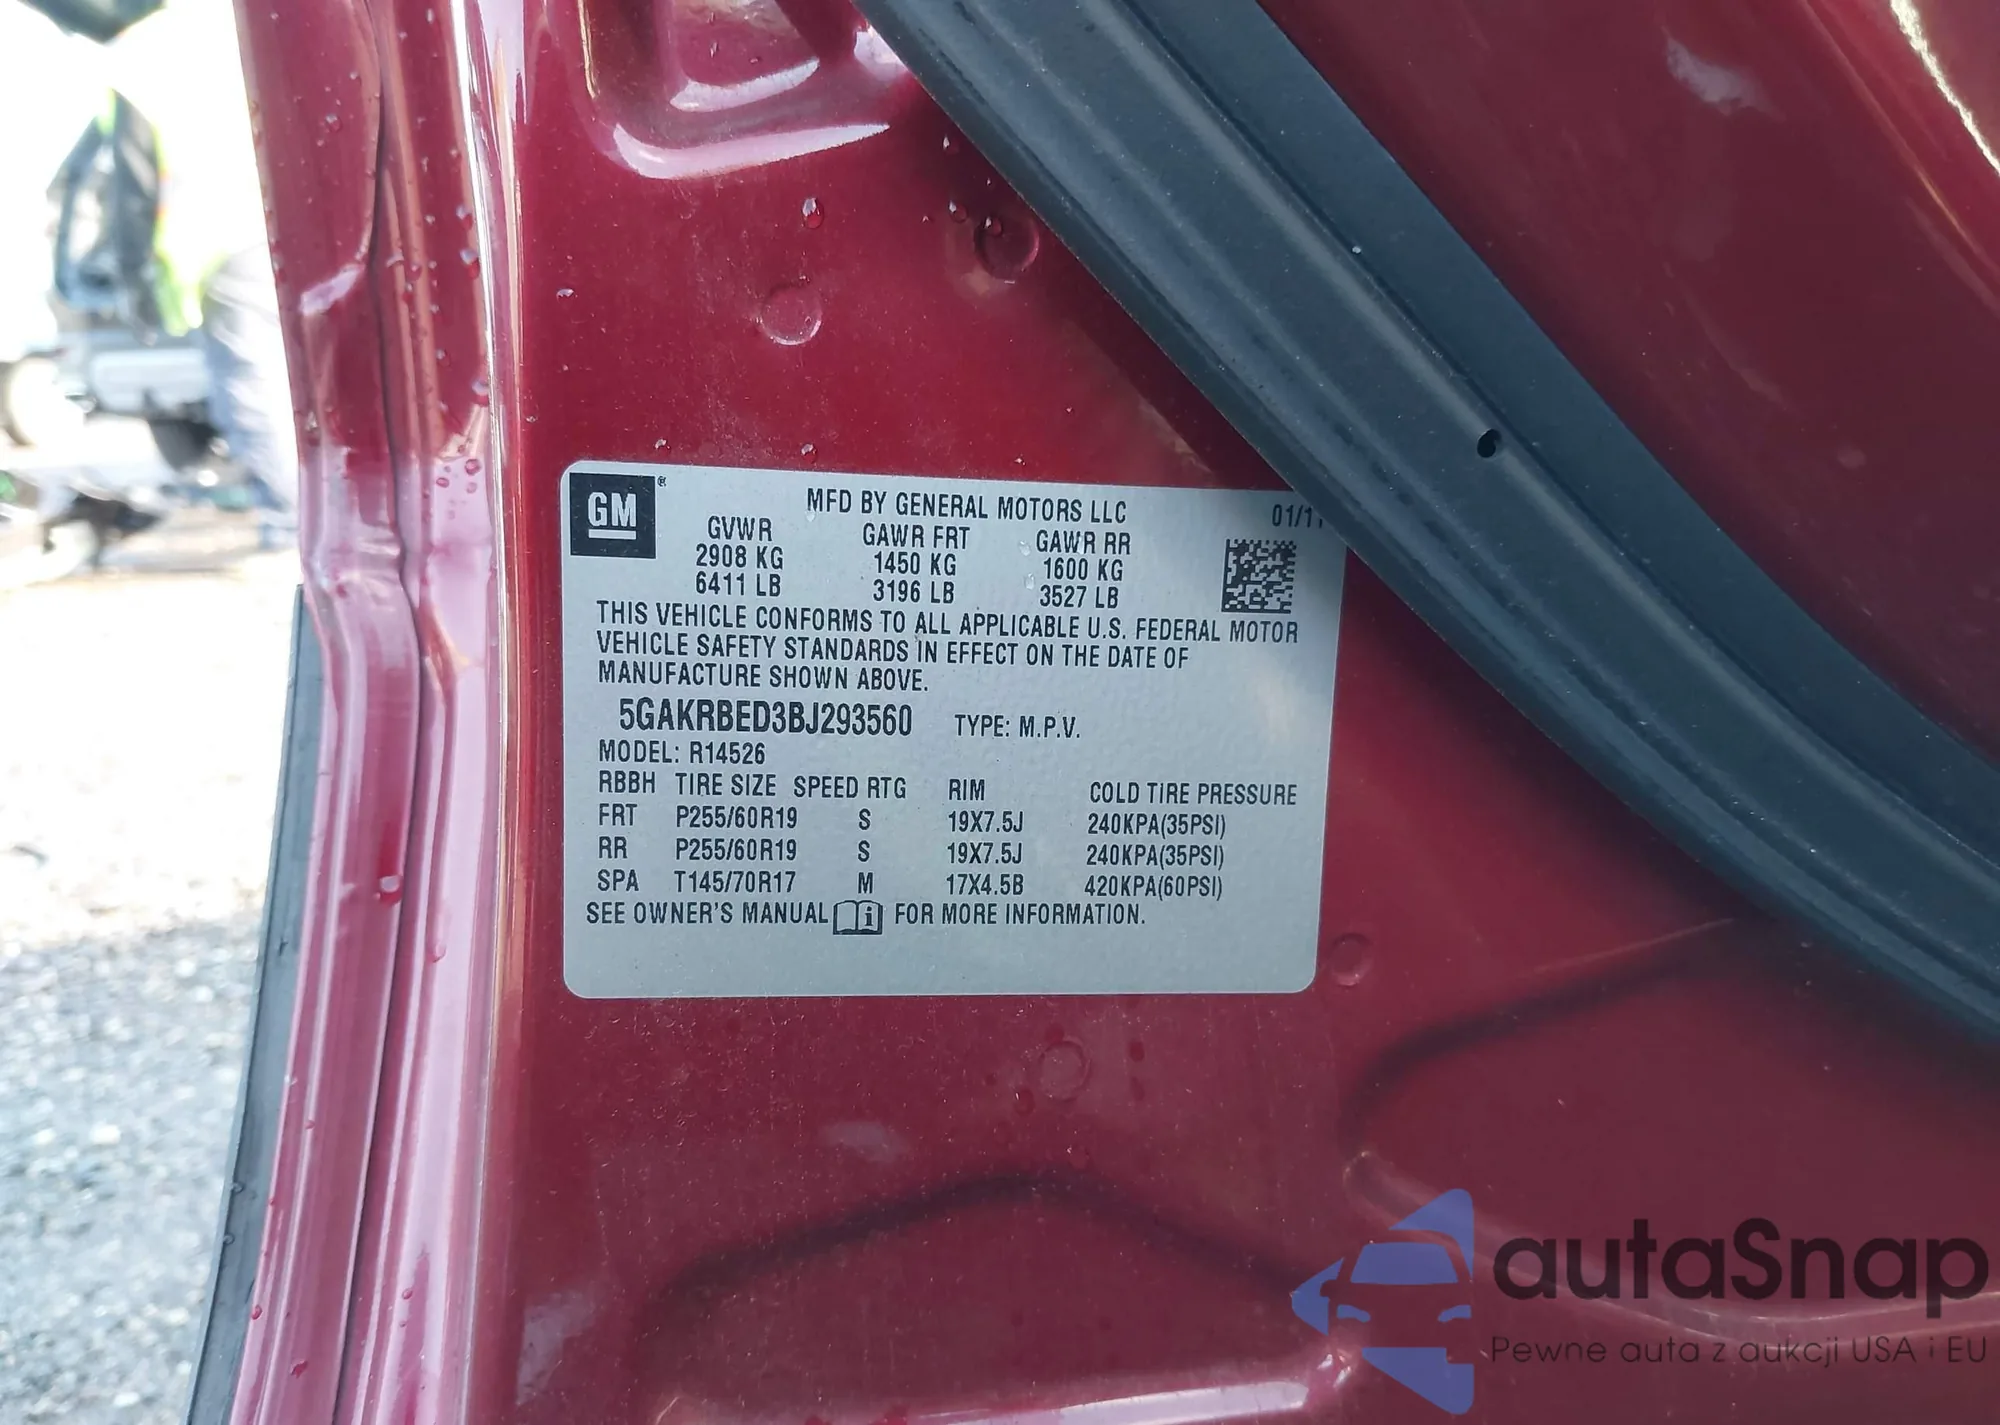 GM ®
MFD BY GENERAL MOTORS LLC 01/11
GVWR GAWR FRT GAWR RR
2908 KG 1450 KG 1600 KG
6411 LB 3196 LB 3527 LB
THIS VEHICLE CONFORMS TO ALL APPLICABLE U.S. FEDERAL MOTOR
VEHICLE SAFETY STANDARDS IN EFFECT ON THE DATE OF
MANUFACTURE SHOWN ABOVE.
5GAKRBED3BJ293560 TYPE: M.P.V.
MODEL: R14526
RBBH TIRE SIZE SPEED RTG RIM COLD TIRE PRESSURE
FRT P255/60R19 S 19X7.5J 240KPA(35PSI)
RR P255/60R19 S 19X7.5J 240KPA(35PSI)
SPA T145/70R17 M 17X4.5B 420KPA(60PSI)
SEE OWNER'S MANUAL i FOR MORE INFORMATION.
autaSnap
Pewne auta z aukcji USA i EU